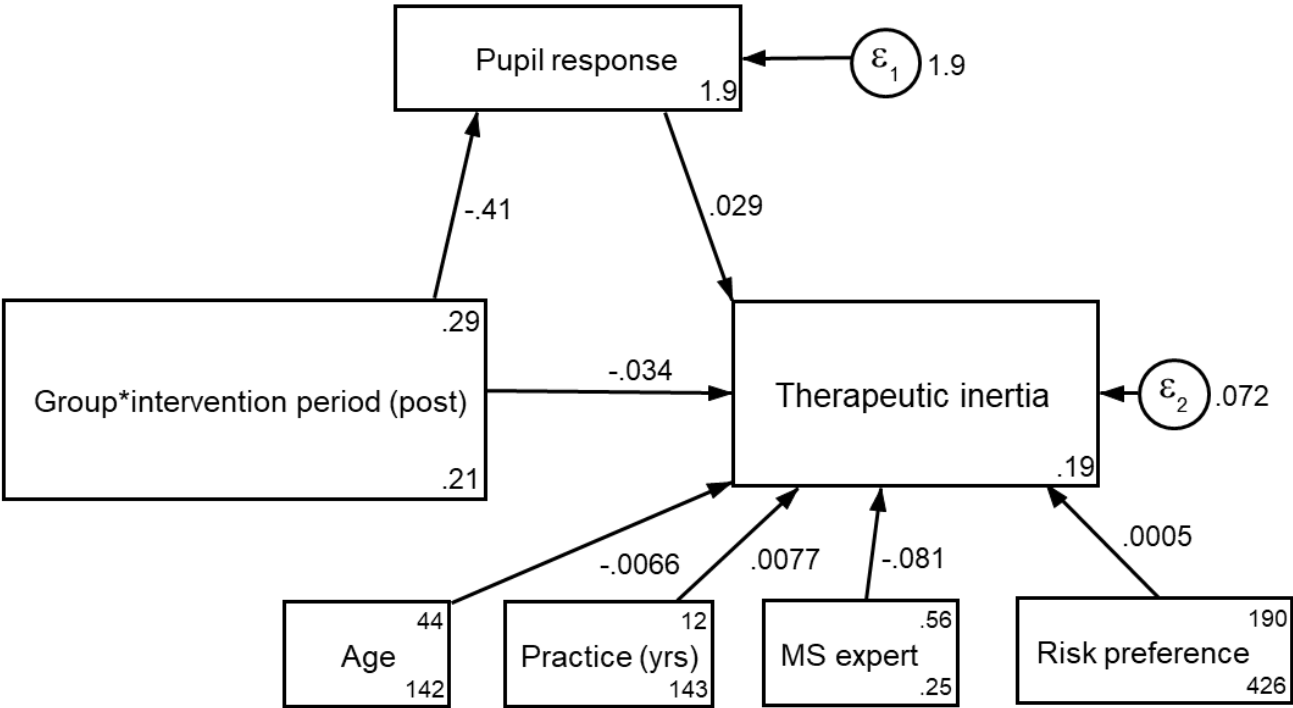 Pupil response
1.9
ε1
1.9
-.41
.029
.29
Group*intervention period (post)
.21
-.034
Therapeutic inertia
.19
ε2
.072
-.0066
.0077
-.081
.0005
44
Age
142
12
Practice (yrs)
143
.56
MS expert
.25
190
Risk preference
426